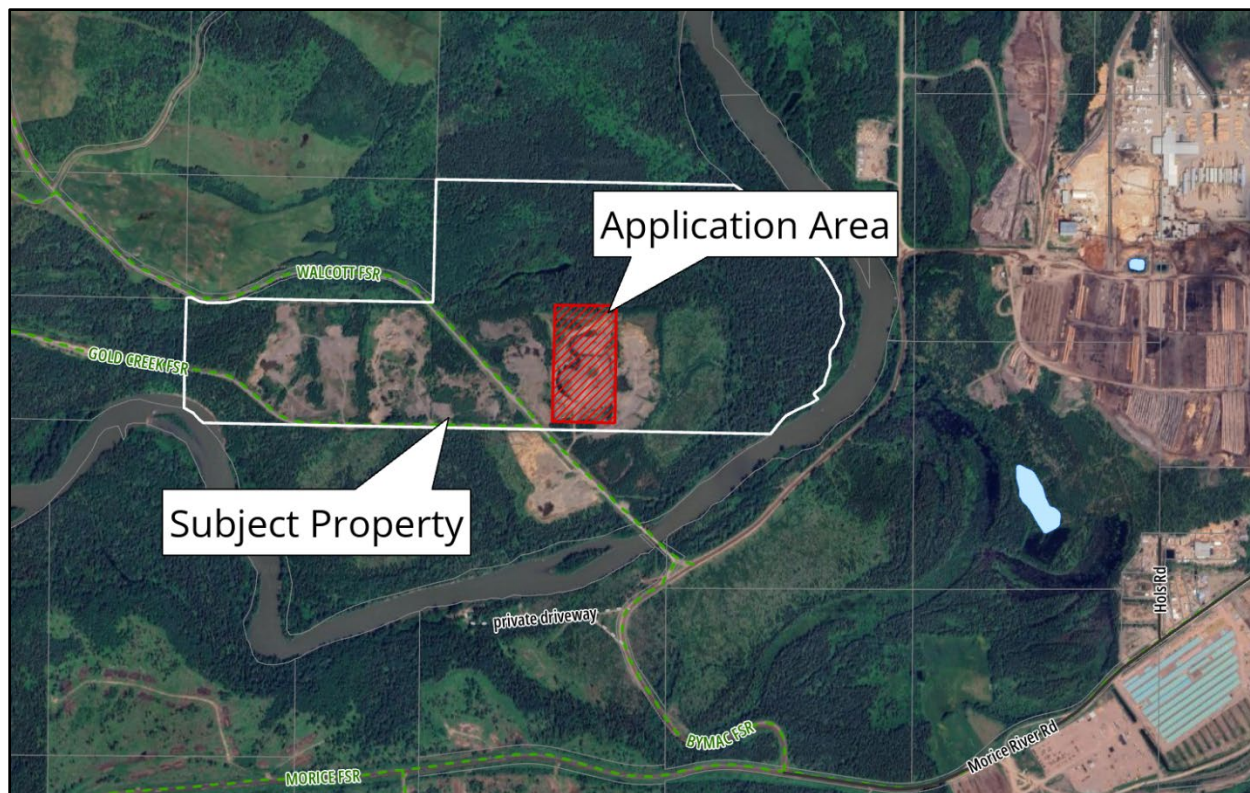 Application Area
WALCOTT FSR
GOLD CREEK FSR
Subject Property
Hols Rd
private driveway
BYMAC FSR
Morice River Rd
MORICE FSR